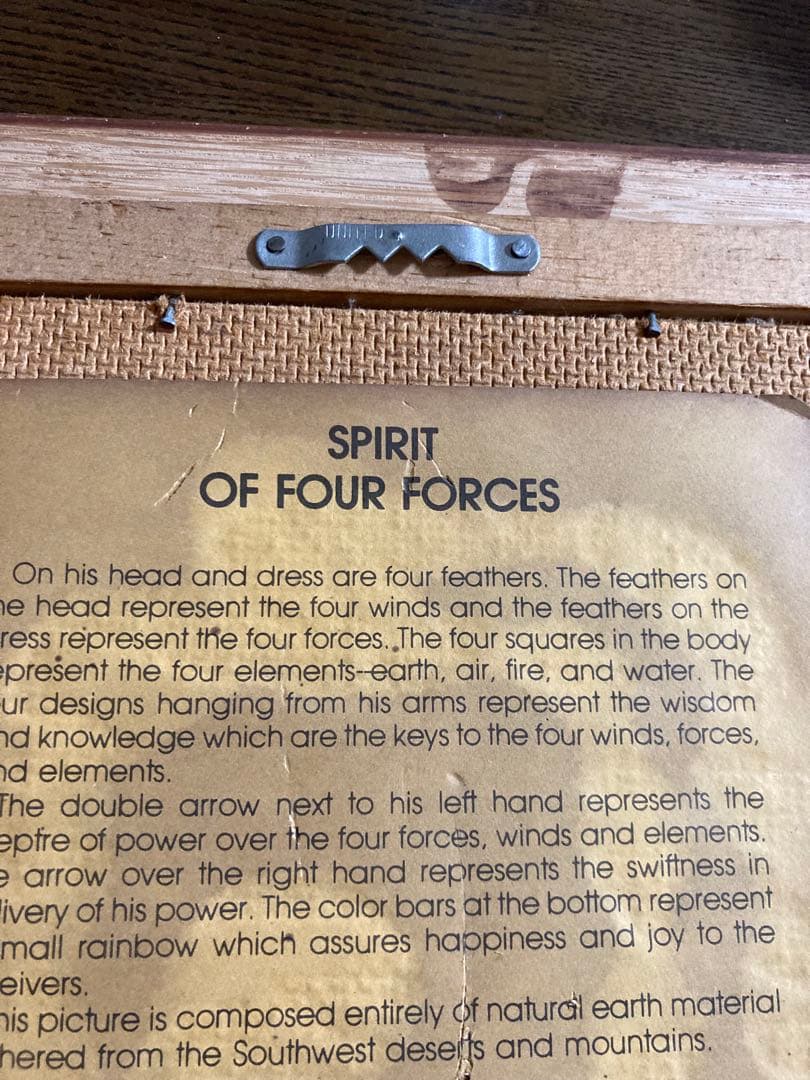 UNITED
SPIRIT
OF FOUR FORCES
On his head and dress are four feathers. The feathers on
he head represent the four winds and the feathers on the
ress represent the four forces. The four squares in the body
epresent the four elements--earth, air, fire, and water. The
ur designs hanging from his arms represent the wisdom
nd knowledge which are the keys to the four winds, forces,
nd elements.
The double arrow next to his left hand represents the
eptre of power over the four forces, winds and elements.
e arrow over the right hand represents the swiftness in
livery of his power. The color bars at the bottom represent
mall rainbow which assures happiness and joy to the
eivers.
his picture is composed entirely of natural earth material
hered from the Southwest deserts and mountains.